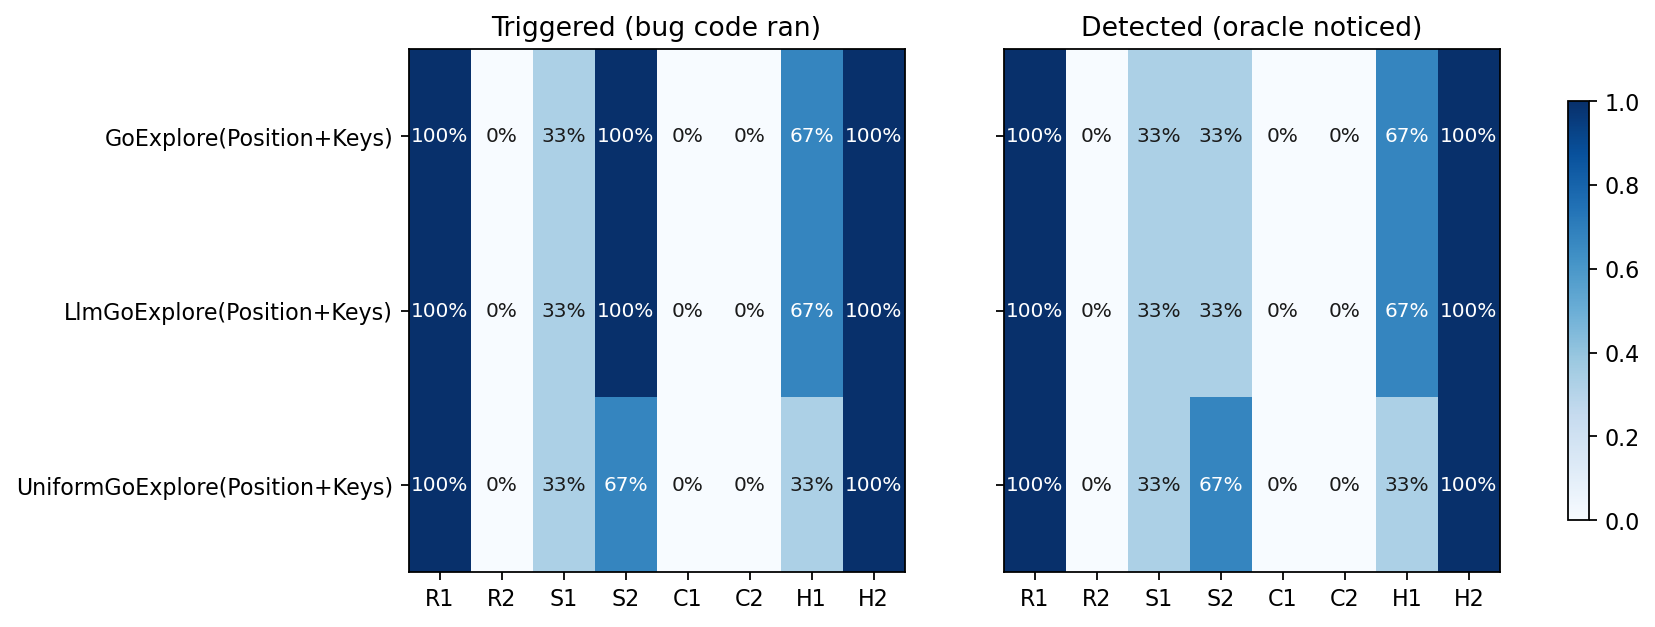 Triggered (bug code ran)
Detected (oracle noticed)
GoExplore(Position+Keys)
100% 0% 33% 100% 0% 0% 67% 100%
100% 0% 33% 33% 0% 0% 67% 100%
LlmGoExplore(Position+Keys)
100% 0% 33% 100% 0% 0% 67% 100%
100% 0% 33% 33% 0% 0% 67% 100%
UniformGoExplore(Position+Keys)
100% 0% 33% 67% 0% 0% 33% 100%
100% 0% 33% 67% 0% 0% 33% 100%
R1 R2 S1 S2 C1 C2 H1 H2
R1 R2 S1 S2 C1 C2 H1 H2
1.0
0.8
0.6
0.4
0.2
0.0